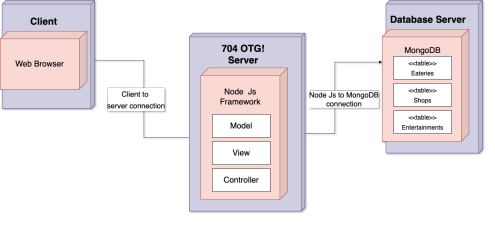 Client
Web Browser
Client to
server connection
704 OTG!
Server
Node Js
Framework
Model
View
Controller
Node Js to MongoDB
connection
Database Server
MongoDB
<<table>>
Eateries
<<table>>
Shops
<<table>>
Entertainments